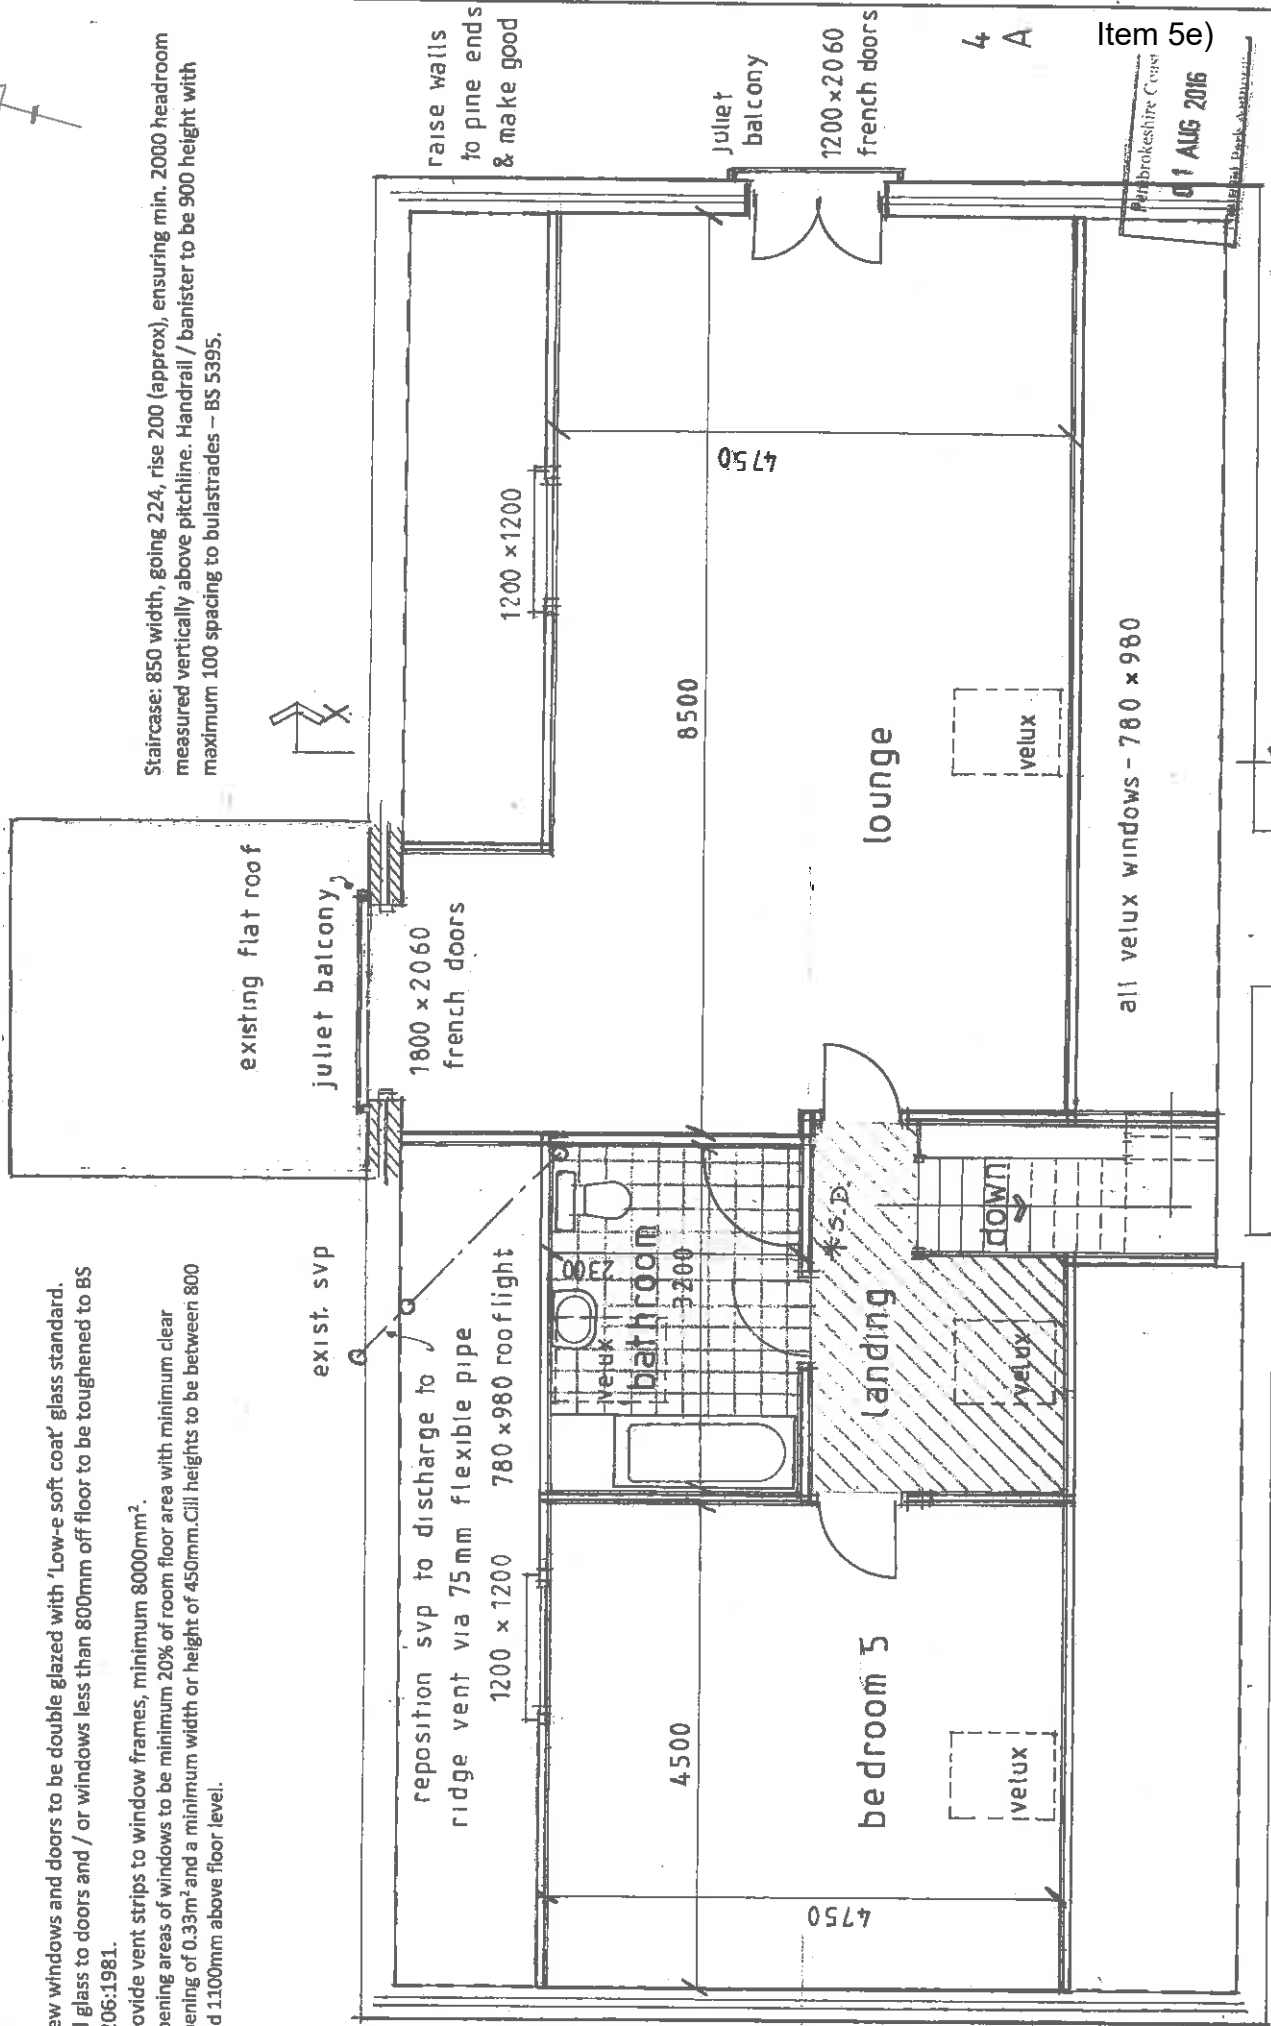 Item 5e)
Pembrokeshire Coast
0 1 AUG 2016
National Park Authority
4
A
Staircase: 850 width, going 224, rise 200 (approx), ensuring min. 2000 headroom
measured vertically above pitchline. Handrail / banister to be 900 height with
maximum 100 spacing to bulastrades – BS 5395.
ew windows and doors to be double glazed with 'Low-e soft coat' glass standard.
l glass to doors and / or windows less than 800mm off floor to be toughened to BS
206:1981.
ovide vent strips to window frames, minimum 8000mm².
pening areas of windows to be minimum 20% of room floor area with minimum clear
pening of 0.33m² and a minimum width or height of 450mm.Cill heights to be between 800
d 1100mm above floor level.
raise walls
to pine ends
& make good
juliet
balcony
1200×2060
french doors
X
existing flat roof
juliet balcony
1800 × 2060
french doors
exist. svp
reposition svp to discharge to
ridge vent via 75mm flexible pipe
1200 × 1200
780 ×980 rooflight
1200 ×1200
8500
4750
lounge
velux
all velux windows – 780 × 980
bathroom
2300
3200
velux
* S.D.
landing
velux
down
4500
4750
bedroom 5
velux